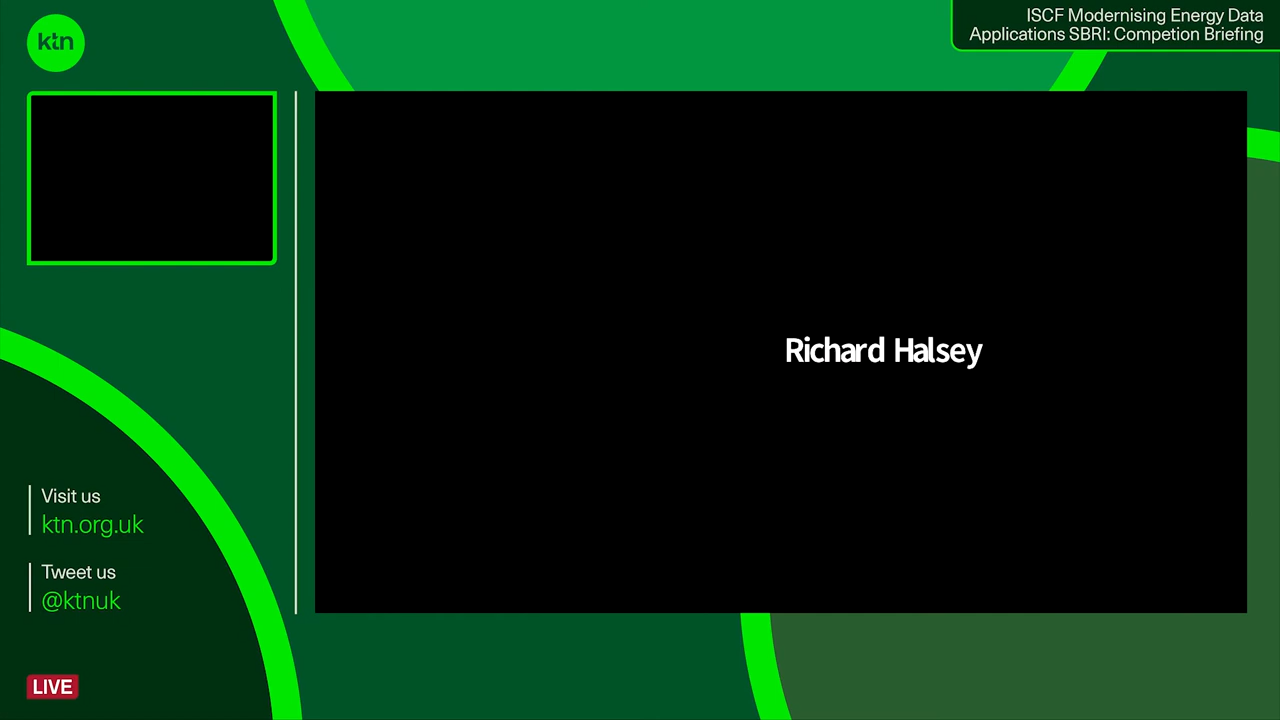 ktn
ISCF Modernising Energy Data
Applications SBRI: Competion Briefing
Richard Halsey
Visit us
ktn.org.uk
Tweet us
@ktnuk
LIVE